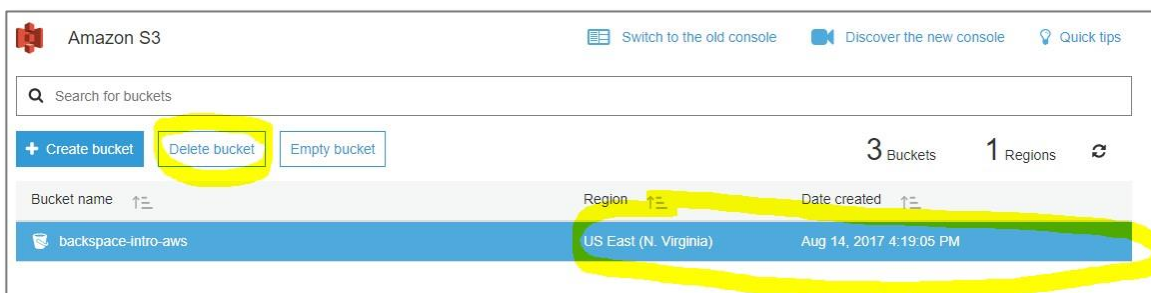 Amazon S3 Switch to the old console Discover the new console Quick tips
Search for buckets
+ Create bucket Delete bucket Empty bucket 3 Buckets 1 Regions
Bucket name Region Date created
backspace-intro-aws US East (N. Virginia) Aug 14, 2017 4:19:05 PM